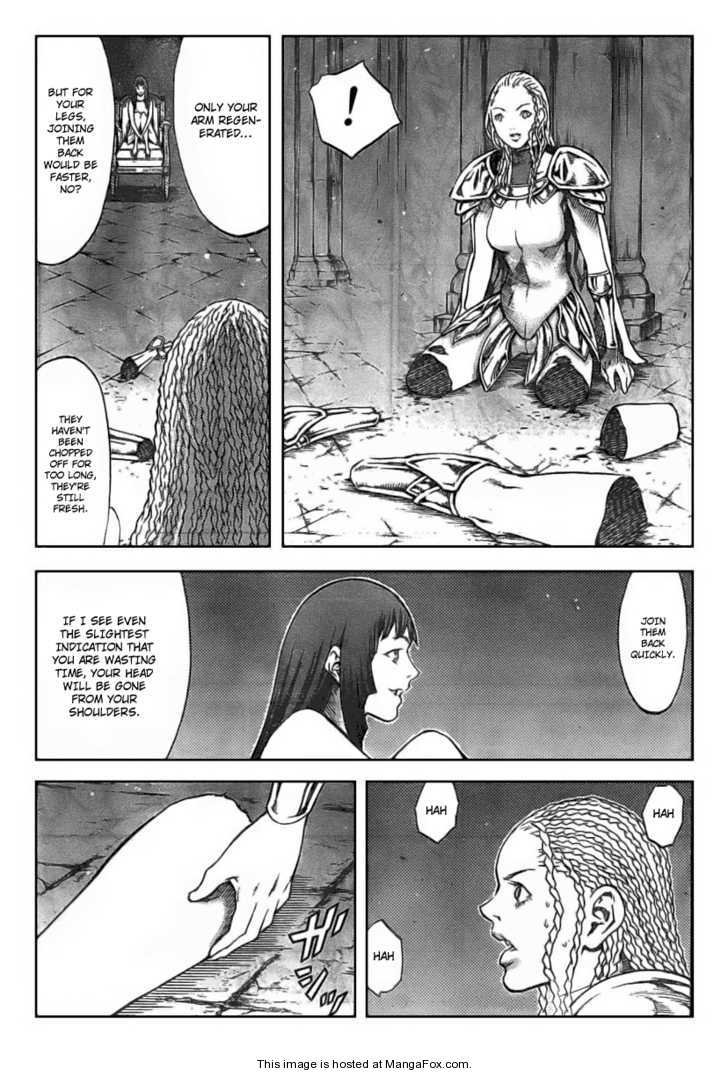 !
ONLY YOUR
ARM REGEN-
ERATED...
BUT FOR
YOUR
LEGS,
JOINING
THEM
BACK
WOULD BE
FASTER,
NO?
THEY
HAVEN'T
BEEN
CHOPPED
OFF FOR
TOO LONG,
THEY'RE
STILL
FRESH.
JOIN
THEM
BACK
QUICKLY.
IF I SEE EVEN
THE SLIGHTEST
INDICATION THAT
YOU ARE WASTING
TIME, YOUR HEAD
WILL BE GONE
FROM YOUR
SHOULDERS.
HAH
HAH
HAH
ガシッ
This image is hosted at MangaFox.com.